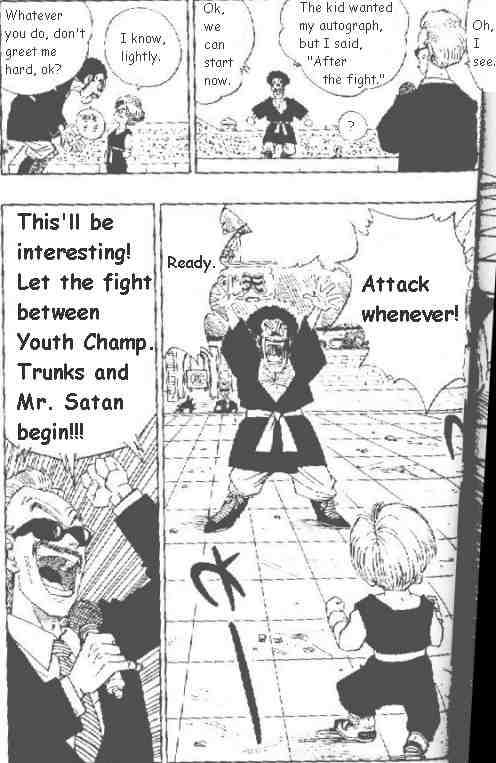 Whatever
you do, don't
greet me
hard, ok?
I know,
lightly.
Ok,
we
can
start
now.
The kid wanted
my autograph,
but I said,
"After
the fight."
?
Oh,
I
see.
This'll be
interesting!
Let the fight
between
Youth Champ.
Trunks and
Mr. Satan
begin!!!
Ready.
Attack
whenever!